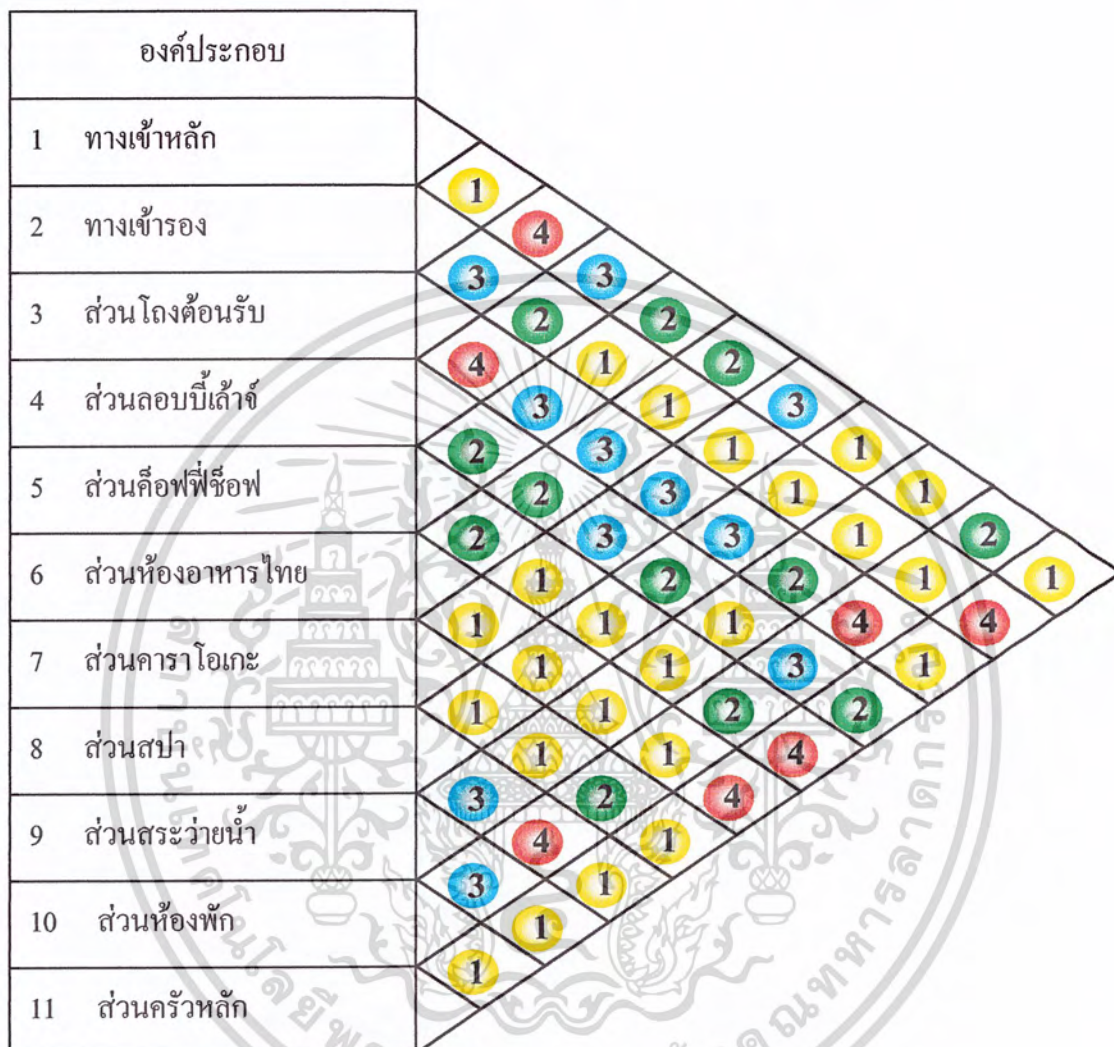 องค์ประกอบ
1 ทางเข้าหลัก
1
2 ทางเข้ารอง
4
3 3
3 ส่วนโถงต้อนรับ
2 2
4 1 2
4 ส่วนลอบบี้เล้าจ์
3 1 3
2 3 1 1
5 ส่วนค็อฟฟี่ช็อฟ
2 3 1 1
2 3 3 1 2
6 ส่วนห้องอาหารไทย
1 2 2 1 1
1 1 1 4 4
7 ส่วนคาราโอเกะ
1 1 3 1
1 1 2 2
8 ส่วนสปา
1 1 4
3 2 4
9 ส่วนสระว่ายน้ำ
4 1
3 1
10 ส่วนห้องพัก
1
1
11 ส่วนครัวหลัก